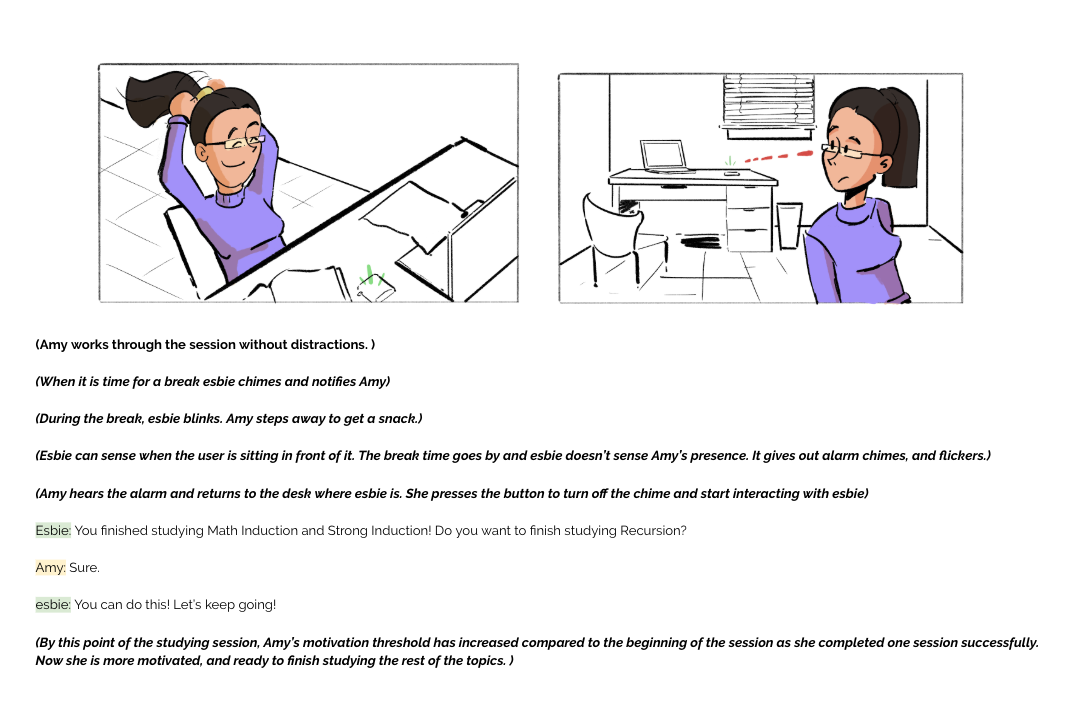 (Amy works through the session without distractions. )
(When it is time for a break esbie chimes and notifies Amy)
(During the break, esbie blinks. Amy steps away to get a snack.)
(Esbie can sense when the user is sitting in front of it. The break time goes by and esbie doesn’t sense Amy’s presence. It gives out alarm chimes, and flickers.)
(Amy hears the alarm and returns to the desk where esbie is. She presses the button to turn off the chime and start interacting with esbie)
Esbie: You finished studying Math Induction and Strong Induction! Do you want to finish studying Recursion?
Amy: Sure.
esbie: You can do this! Let’s keep going!
(By this point of the studying session, Amy’s motivation threshold has increased compared to the beginning of the session as she completed one session successfully.
Now she is more motivated, and ready to finish studying the rest of the topics. )